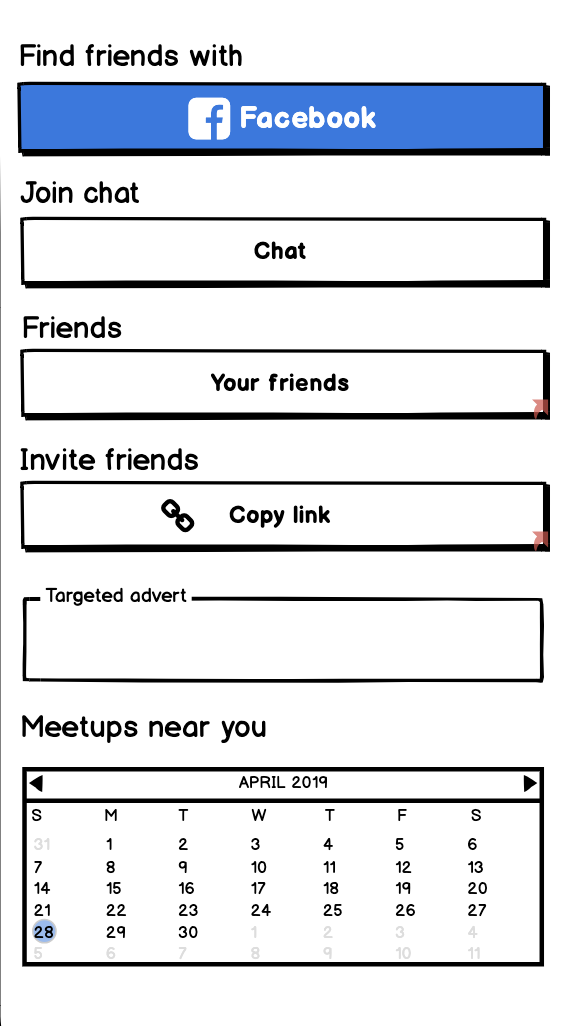 Find friends with
Facebook
Join chat
Chat
Friends
Your friends
Invite friends
Copy link
Targeted advert
Meetups near you
APRIL 2019
S M T W T F S
31 1 2 3 4 5 6
7 8 9 10 11 12 13
14 15 16 17 18 19 20
21 22 23 24 25 26 27
28 29 30 1 2 3 4
5 6 7 8 9 10 11